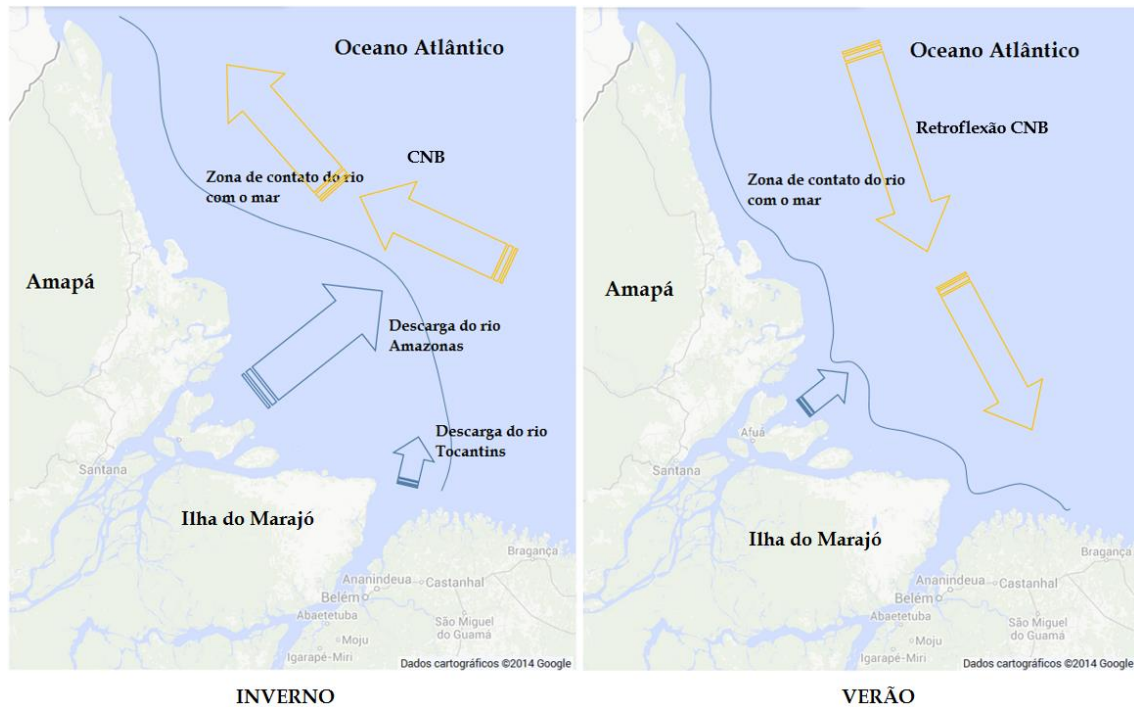 Oceano Atlântico
CNB
Zona de contato do rio
com o mar
Amapá
Descarga do rio
Amazonas
Descarga do rio
Tocantins
Santana
Ilha do Marajó
Bragança
Ananindeua
Castanhal
Belém
Abaetetuba
São Miguel
do Guamá
Moju
Igarapé-Miri
Dados cartográficos ©2014 Google
INVERNO
Oceano Atlântico
Retroflexão CNB
Zona de contato do rio
com o mar
Amapá
Afuá
Santana
Ilha do Marajó
Bragança
Ananindeua
Castanhal
Belém
Abaetetuba
São Miguel
do Guamá
Moju
Igarapé-Miri
Dados cartográficos ©2014 Google
VERÃO